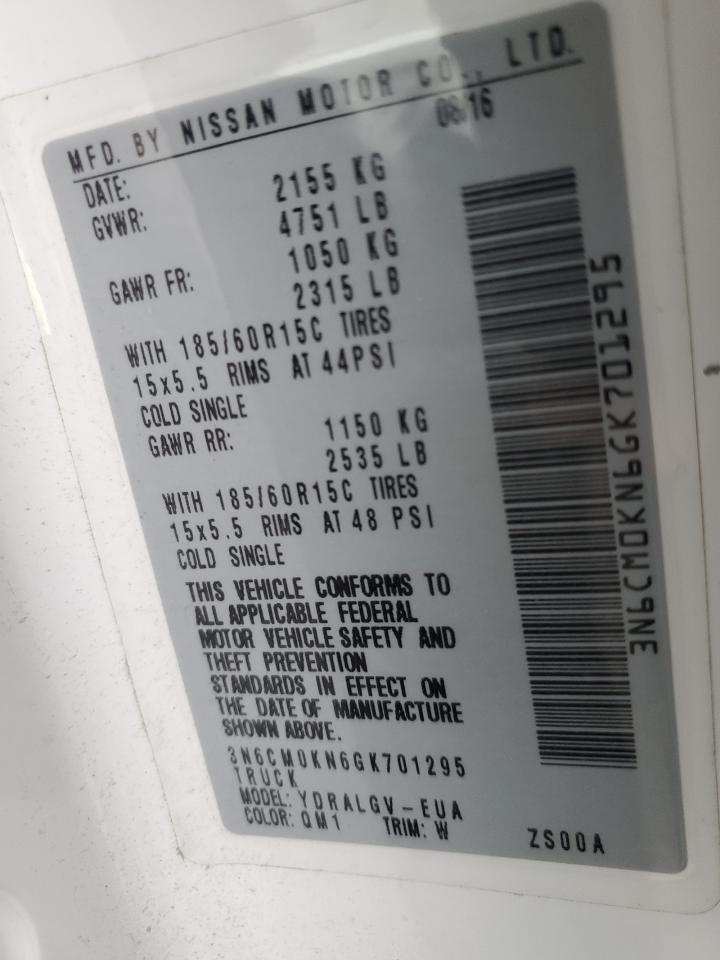 MFD. BY NISSAN MOTOR CO., LTD.
DATE: 06/16
GVWR: 2155 KG
4751 LB
GAWR FR: 1050 KG
2315 LB
WITH 185/60R15C TIRES
15x5.5 RIMS AT 44PSI
COLD SINGLE
GAWR RR: 1150 KG
2535 LB
WITH 185/60R15C TIRES
15x5.5 RIMS AT 48 PSI
COLD SINGLE
THIS VEHICLE CONFORMS TO
ALL APPLICABLE FEDERAL
MOTOR VEHICLE SAFETY AND
THEFT PREVENTION
STANDARDS IN EFFECT ON
THE DATE OF MANUFACTURE
SHOWN ABOVE.
3N6CM0KN6GK701295
TRUCK
MODEL: YDRALGV-EUA
COLOR: QM1 TRIM: W
ZS00A
3N6CM0KN6GK701295